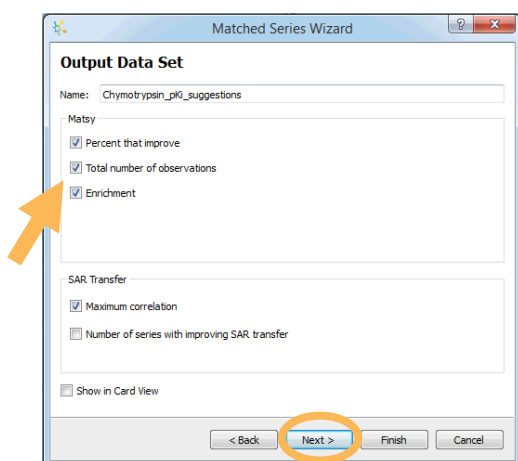 Matched Series Wizard
?
x
Output Data Set
Name: Chymotrypsin_pKi_suggestions
Matsy
Percent that improve
Total number of observations
Enrichment
SAR Transfer
Maximum correlation
Number of series with improving SAR transfer
Show in Card View
< Back Next > Finish Cancel